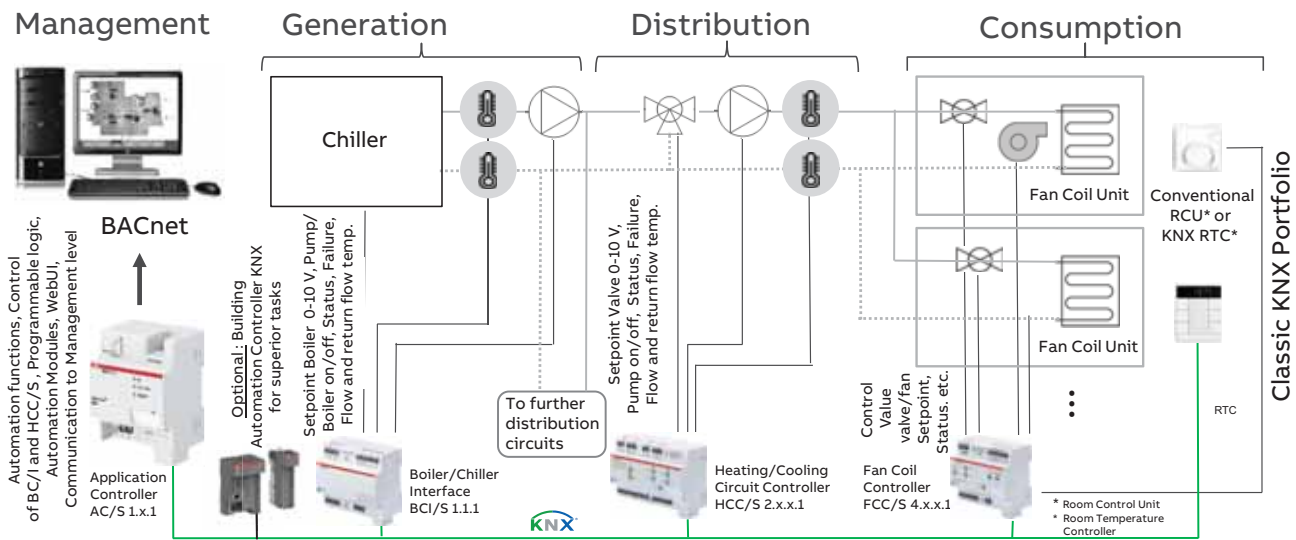 Management
Generation
Distribution
Consumption
Chiller
Fan Coil Unit
Conventional
RCU* or
KNX RTC*
Fan Coil Unit
Classic KNX Portfolio
BACnet
Automation functions, Control
of BC/I and HCC/S, Programmable logic,
Automation Modules, WebUI,
Communication to Management level
Optional: Building
Automation Controller KNX
for superior tasks
Setpoint Boiler 0-10 V, Pump/
Boiler on/off, Status, Failure,
Flow and return flow temp.
To further
distribution
circuits
Setpoint Valve 0-10 V,
Pump on/off, Status, Failure,
Flow and return flow temp.
Control
Value
valve/fan
Setpoint,
Status. etc.
RTC
Application
Controller
AC/S 1.x.1
Boiler/Chiller
Interface
BCI/S 1.1.1
Heating/Cooling
Circuit Controller
HCC/S 2.x.x.1
Fan Coil
Controller
FCC/S 4.x.x.1
* Room Control Unit
* Room Temperature
Controller
KNX